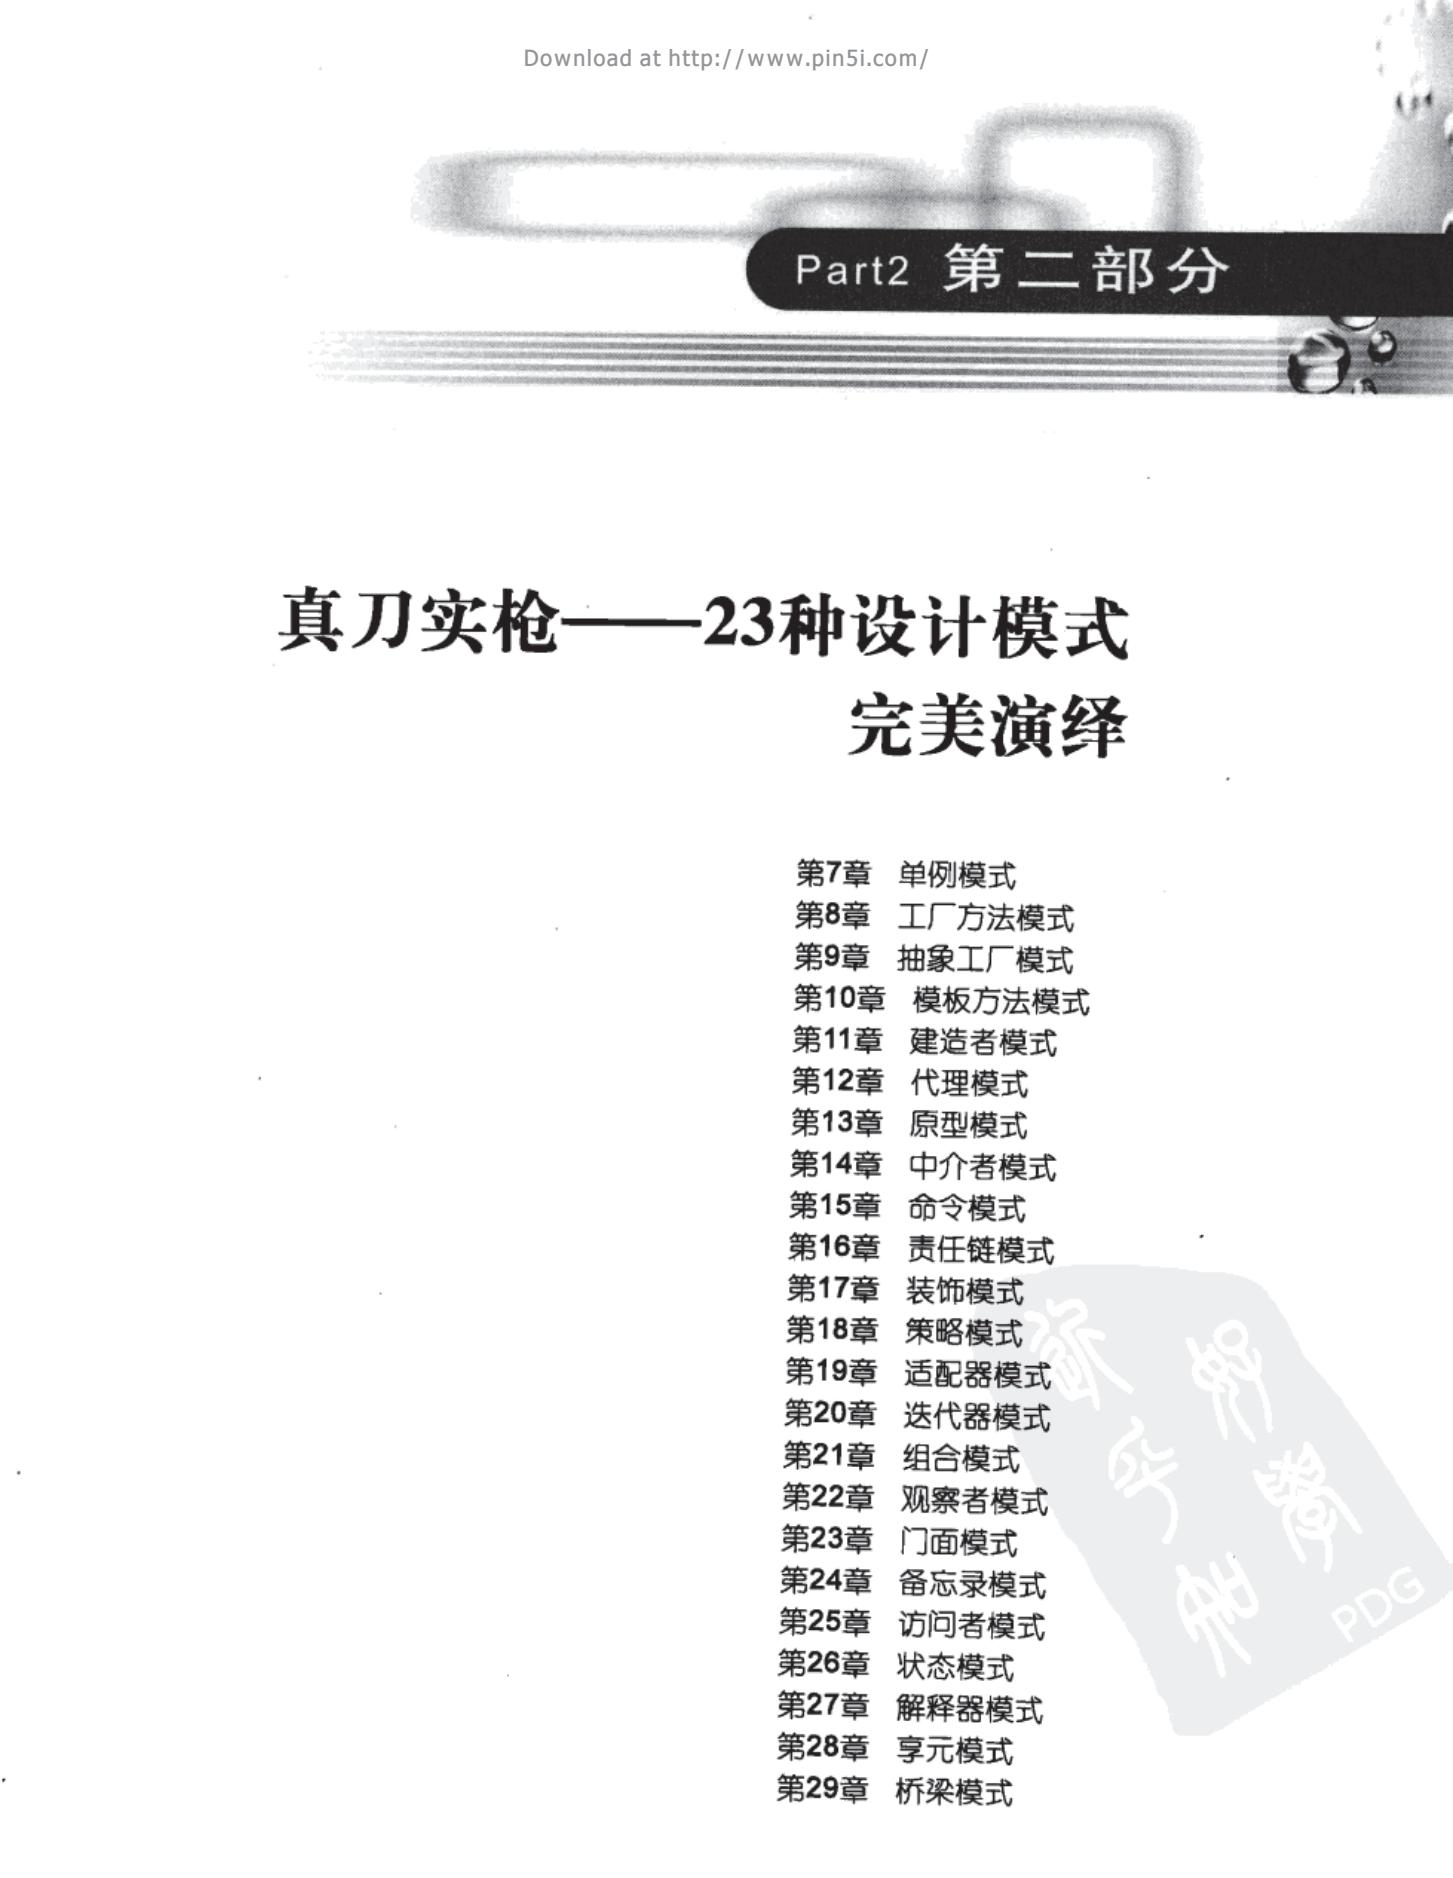 Download at http://www.pin5i.com/
Part2 第二部分
真刀实枪——23种设计模式
完美演绎
第7章 单例模式
第8章 工厂方法模式
第9章 抽象工厂模式
第10章 模板方法模式
第11章 建造者模式
第12章 代理模式
第13章 原型模式
第14章 中介者模式
第15章 命令模式
第16章 责任链模式
第17章 装饰模式
第18章 策略模式
第19章 适配器模式
第20章 迭代器模式
第21章 组合模式
第22章 观察者模式
第23章 门面模式
第24章 备忘录模式
第25章 访问者模式
第26章 状态模式
第27章 解释器模式
第28章 享元模式
第29章 桥梁模式
PDG